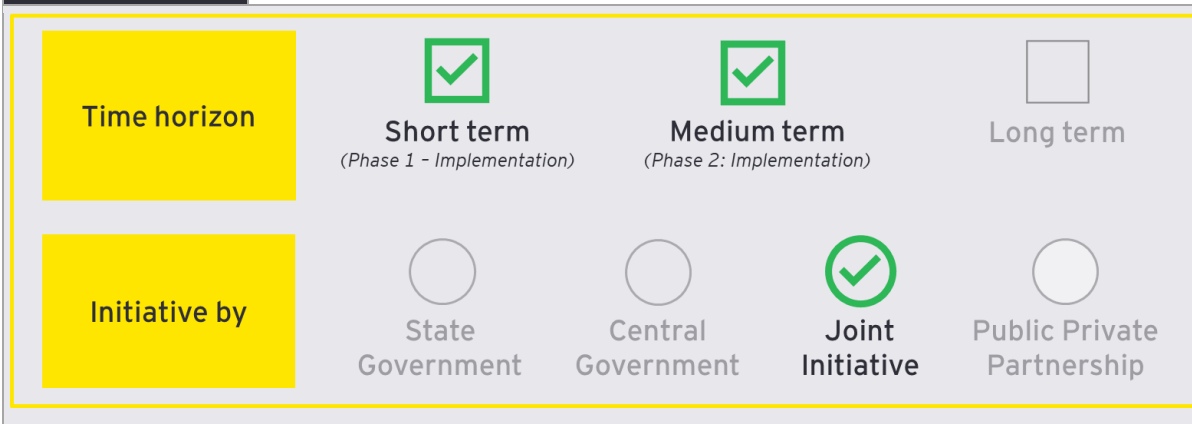 Time horizon
Short term
(Phase 1 – Implementation)
Medium term
(Phase 2: Implementation)
Long term
Initiative by
State
Government
Central
Government
Joint
Initiative
Public Private
Partnership